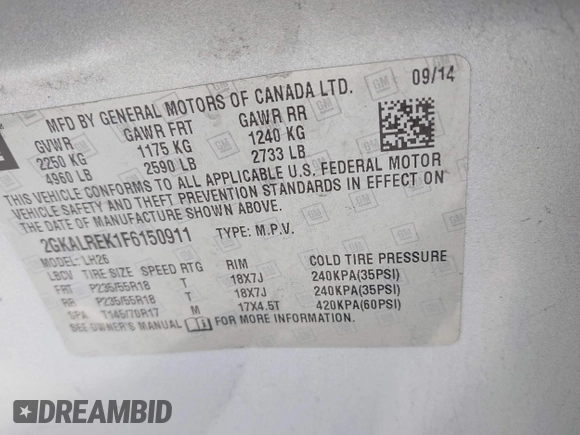 09/14
MFD BY GENERAL MOTORS OF CANADA LTD.
GVWR GAWR FRT GAWR RR
2250 KG 1175 KG 1240 KG
4960 LB 2590 LB 2733 LB
THIS VEHICLE CONFORMS TO ALL APPLICABLE U.S. FEDERAL MOTOR
VEHICLE SAFETY AND THEFT PREVENTION STANDARDS IN EFFECT ON
THE DATE OF MANUFACTURE SHOWN ABOVE.
2GKALREK1F6150911 TYPE: M.P.V.
MODEL: LH26
LBCV TIRE SIZE SPEED RTG RIM COLD TIRE PRESSURE
FRT P235/55R18 T 18X7J 240KPA(35PSI)
RR P235/55R18 T 18X7J 240KPA(35PSI)
SPA T145/70R17 M 17X4.5T 420KPA(60PSI)
SEE OWNER'S MANUAL FOR MORE INFORMATION.
DREAMBID